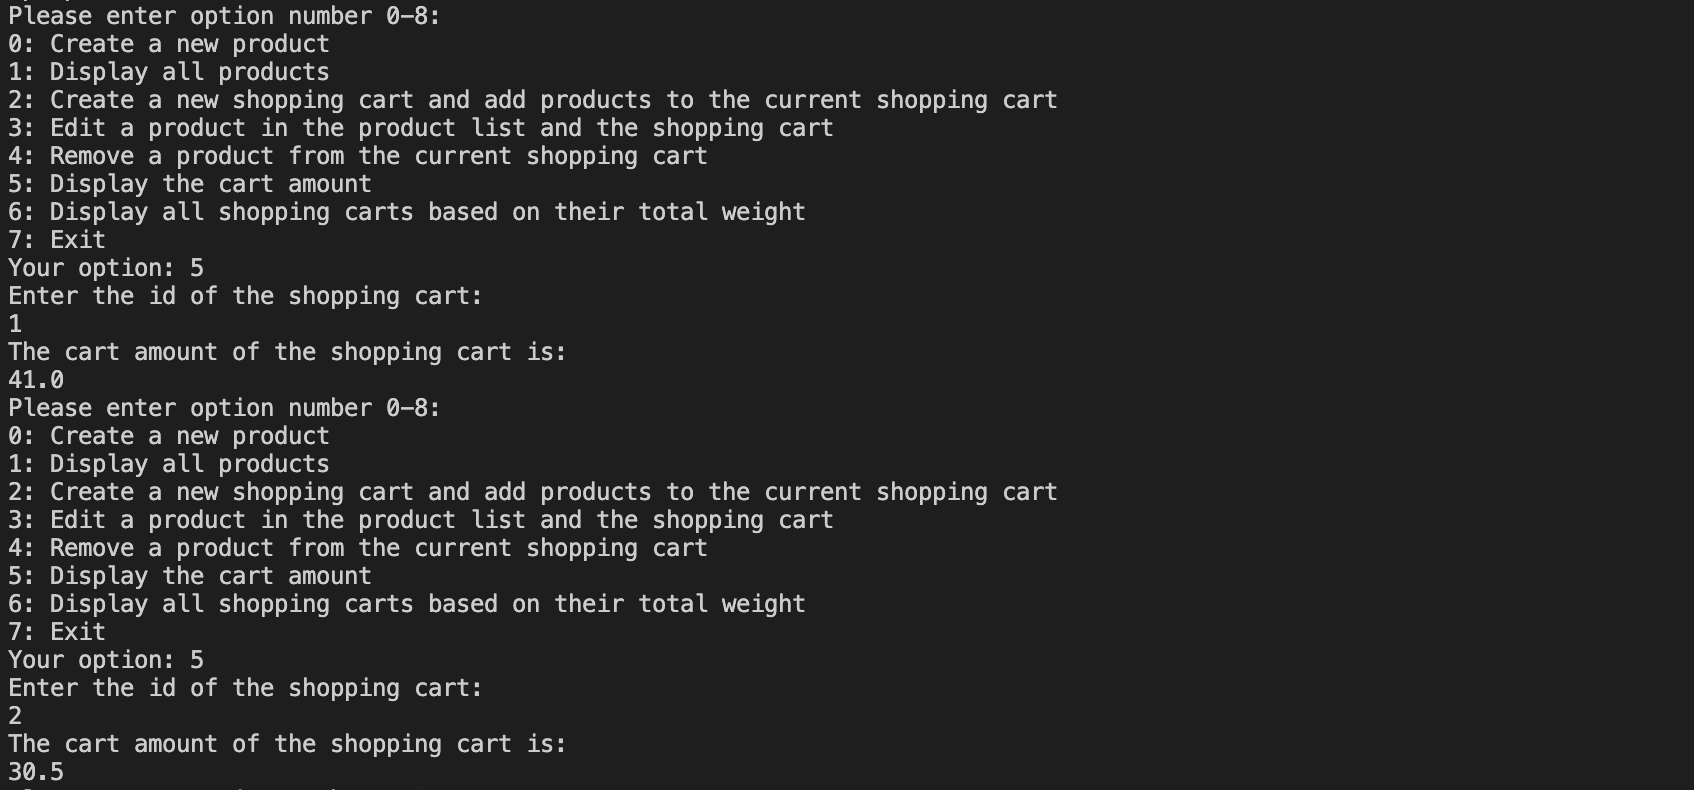 Please enter option number 0-8:
0: Create a new product
1: Display all products
2: Create a new shopping cart and add products to the current shopping cart
3: Edit a product in the product list and the shopping cart
4: Remove a product from the current shopping cart
5: Display the cart amount
6: Display all shopping carts based on their total weight
7: Exit
Your option: 5
Enter the id of the shopping cart:
1
The cart amount of the shopping cart is:
41.0
Please enter option number 0-8:
0: Create a new product
1: Display all products
2: Create a new shopping cart and add products to the current shopping cart
3: Edit a product in the product list and the shopping cart
4: Remove a product from the current shopping cart
5: Display the cart amount
6: Display all shopping carts based on their total weight
7: Exit
Your option: 5
Enter the id of the shopping cart:
2
The cart amount of the shopping cart is:
30.5